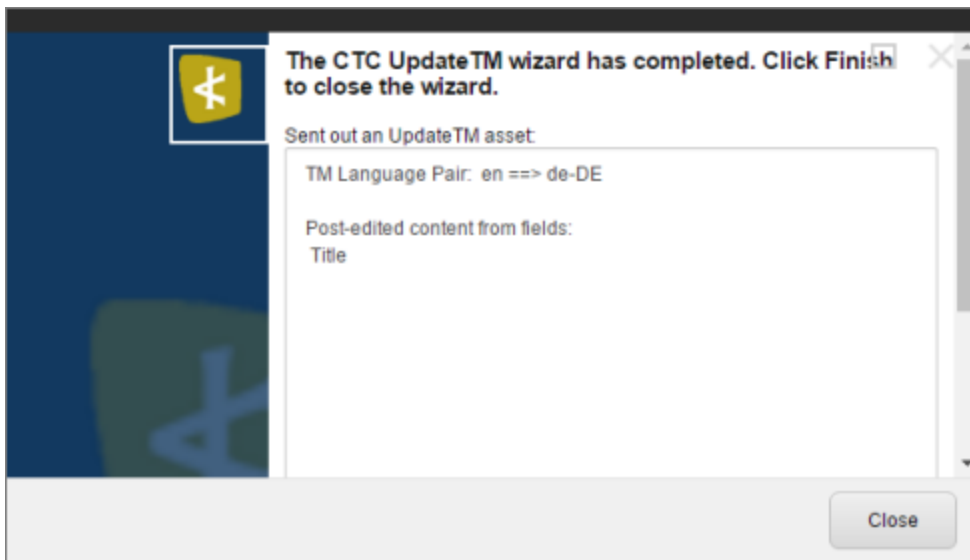 The CTC UpdateTM wizard has completed. Click Finish
to close the wizard.
Sent out an UpdateTM asset:
TM Language Pair: en ==> de-DE
Post-edited content from fields:
Title
Close